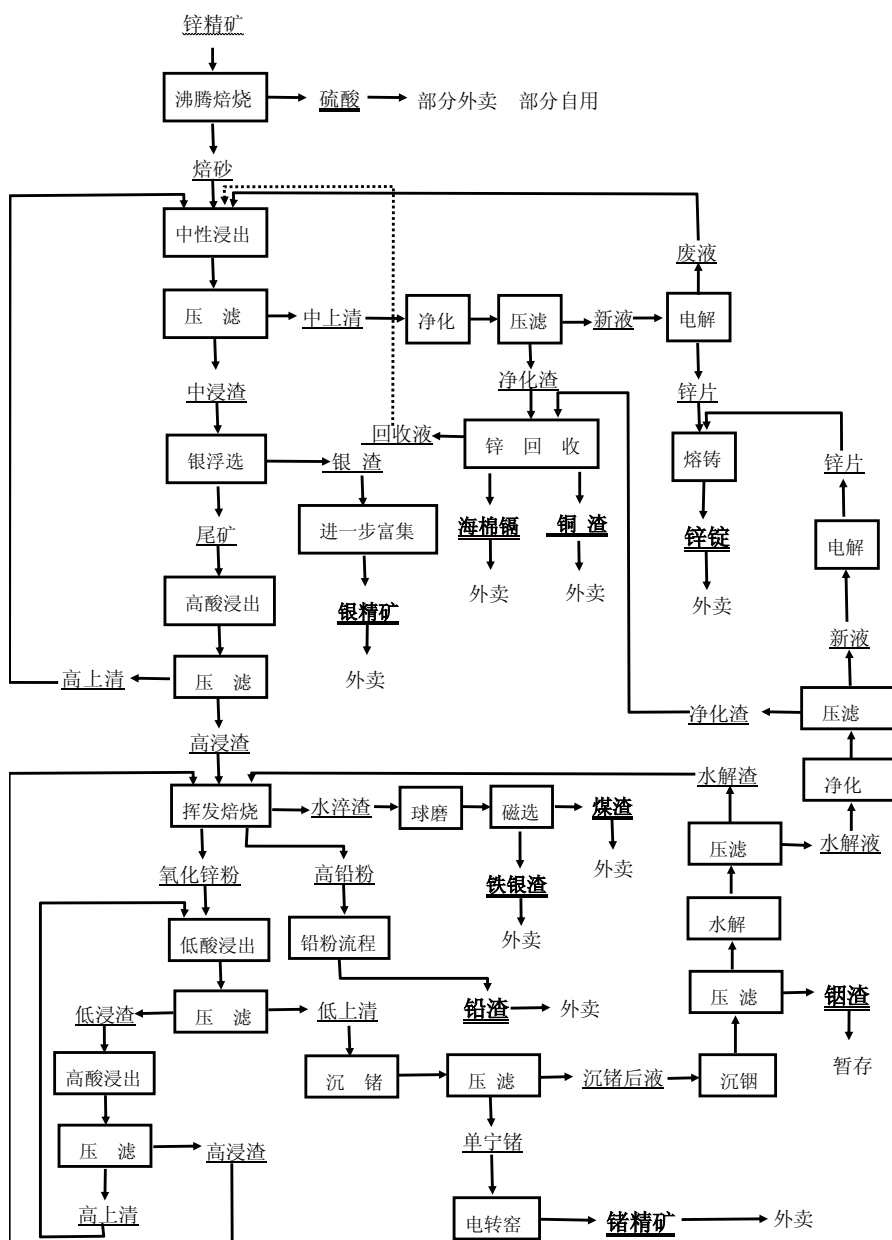 锌精矿
沸腾焙烧
硫酸
部分外卖 部分自用
焙砂
中性浸出
废液
压 滤
中上清
净化
压滤
新液
电解
中浸渣
净化渣
锌片
回收液
锌 回 收
银浮选
银 渣
熔铸
锌片
尾矿
进一步富集
海棉镉
铜 渣
锌锭
电解
外卖
外卖
外卖
高酸浸出
银精矿
新液
高上清
压 滤
外卖
净化渣
压滤
高浸渣
水解渣
净化
挥发焙烧
水淬渣
球磨
磁选
煤渣
压滤
水解液
外卖
氧化锌粉
高铅粉
铁银渣
水解
低酸浸出
铅粉流程
外卖
低浸渣
压 滤
低上清
铅渣
外卖
压 滤
铟渣
高酸浸出
沉 锗
压 滤
沉锗后液
沉铟
暂存
压 滤
高浸渣
单宁锗
高上清
电转窑
锗精矿
外卖